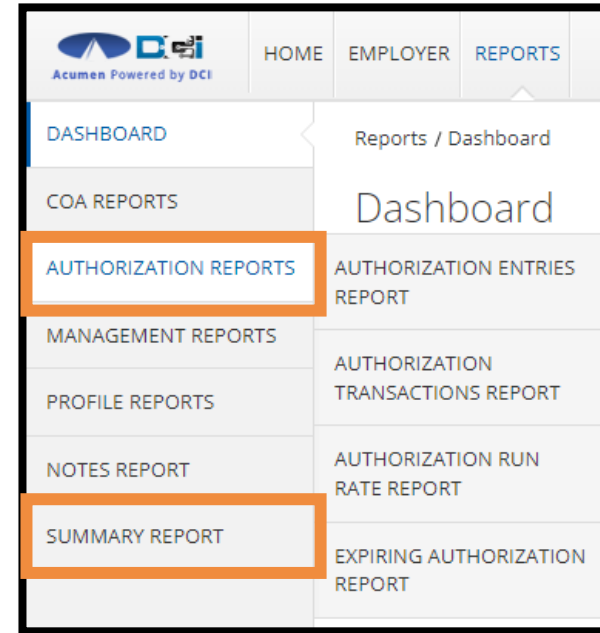 DCI
Acumen Powered by DCI
HOME
EMPLOYER
REPORTS
DASHBOARD
COA REPORTS
AUTHORIZATION REPORTS
MANAGEMENT REPORTS
PROFILE REPORTS
NOTES REPORT
SUMMARY REPORT
Reports / Dashboard
Dashboard
AUTHORIZATION ENTRIES
REPORT
AUTHORIZATION
TRANSACTIONS REPORT
AUTHORIZATION RUN
RATE REPORT
EXPIRING AUTHORIZATION
REPORT